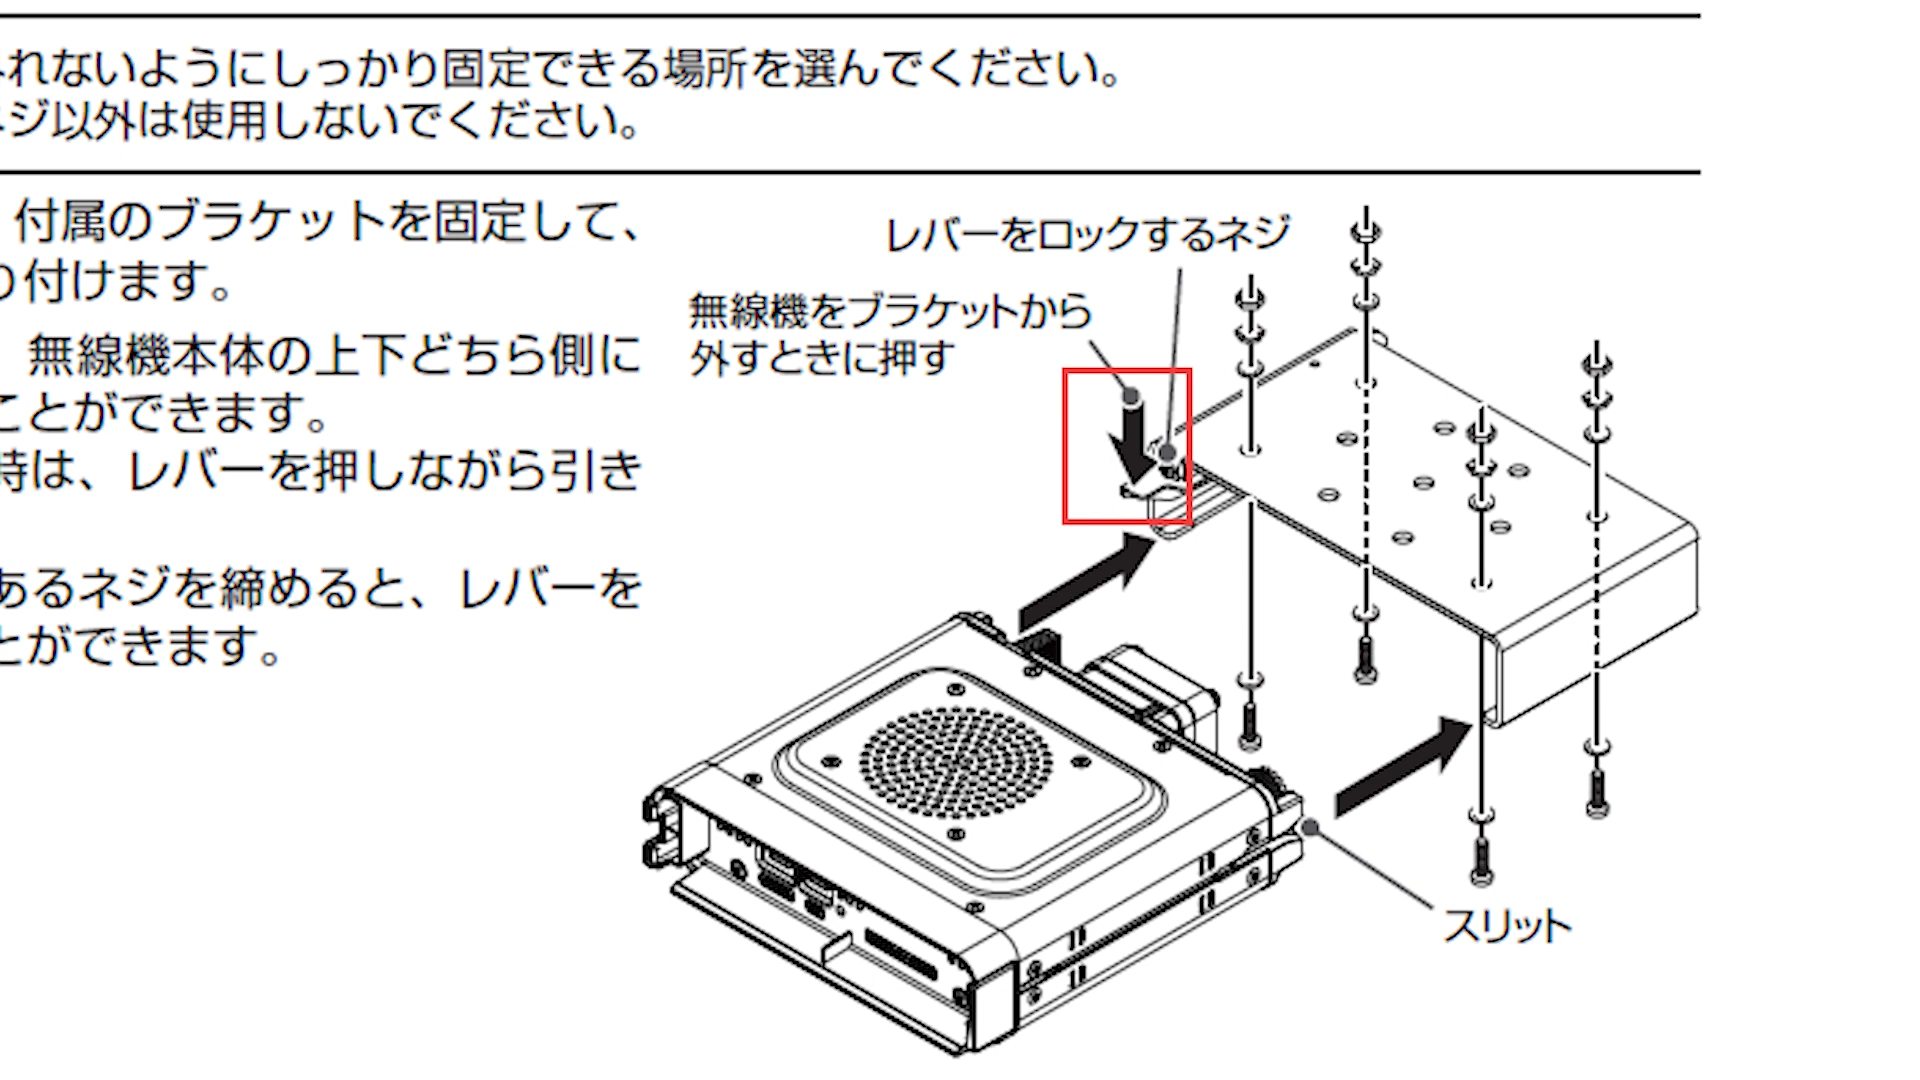 れないようにしっかり固定できる場所を選んでください。
ネジ以外は使用しないでください。
付属のブラケットを固定して、
り付けます。
無線機本体の上下どちら側に
ことができます。
時は、レバーを押しながら引き
あるネジを締めると、レバーを
とができます。
レバーをロックするネジ
無線機をブラケットから
外すときに押す
スリット